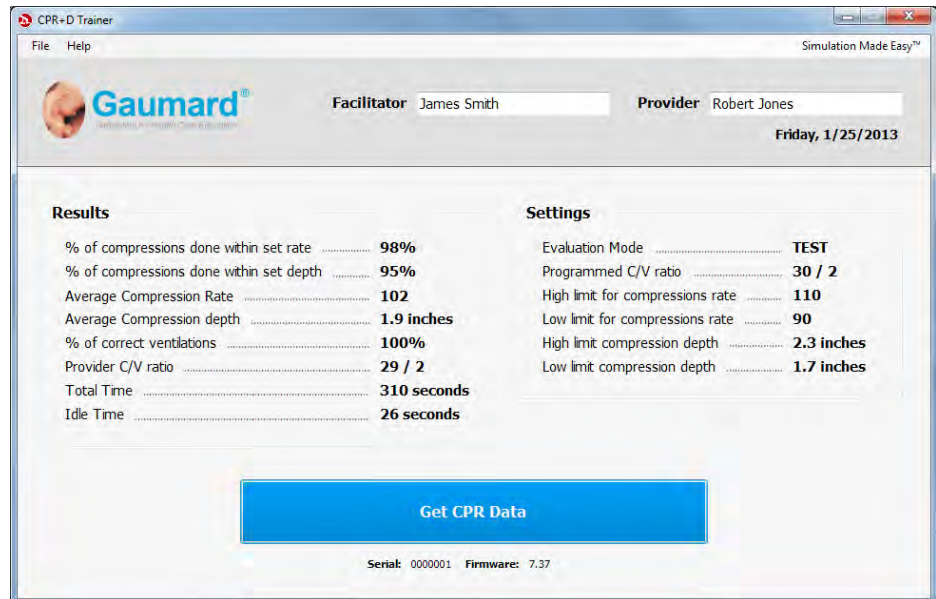 CPR+D Trainer
File Help Simulation Made Easy™
Gaumard®
Facilitator James Smith Provider Robert Jones
Friday, 1/25/2013
Results
% of compressions done within set rate 98%
% of compressions done within set depth 95%
Average Compression Rate 102
Average Compression depth 1.9 inches
% of correct ventilations 100%
Provider C/V ratio 29 / 2
Total Time 310 seconds
Idle Time 26 seconds
Settings
Evaluation Mode TEST
Programmed C/V ratio 30 / 2
High limit for compressions rate 110
Low limit for compressions rate 90
High limit compression depth 2.3 inches
Low limit compression depth 1.7 inches
Get CPR Data
Serial: 0000001 Firmware: 7.37